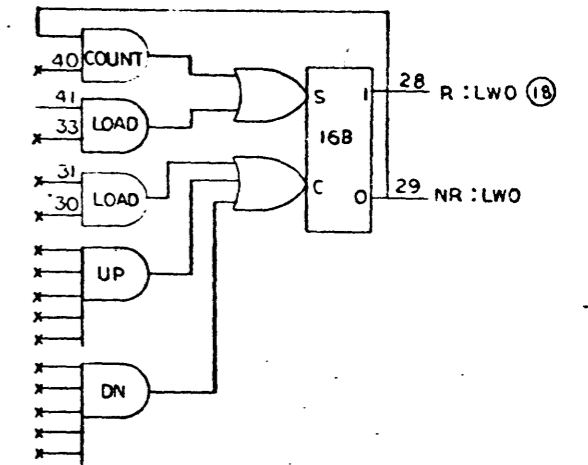 40 COUNT
41
33 LOAD
31
30 LOAD
UP
DN
S 1
16B
C 0
28 R:LWO 18
29 NR:LWO